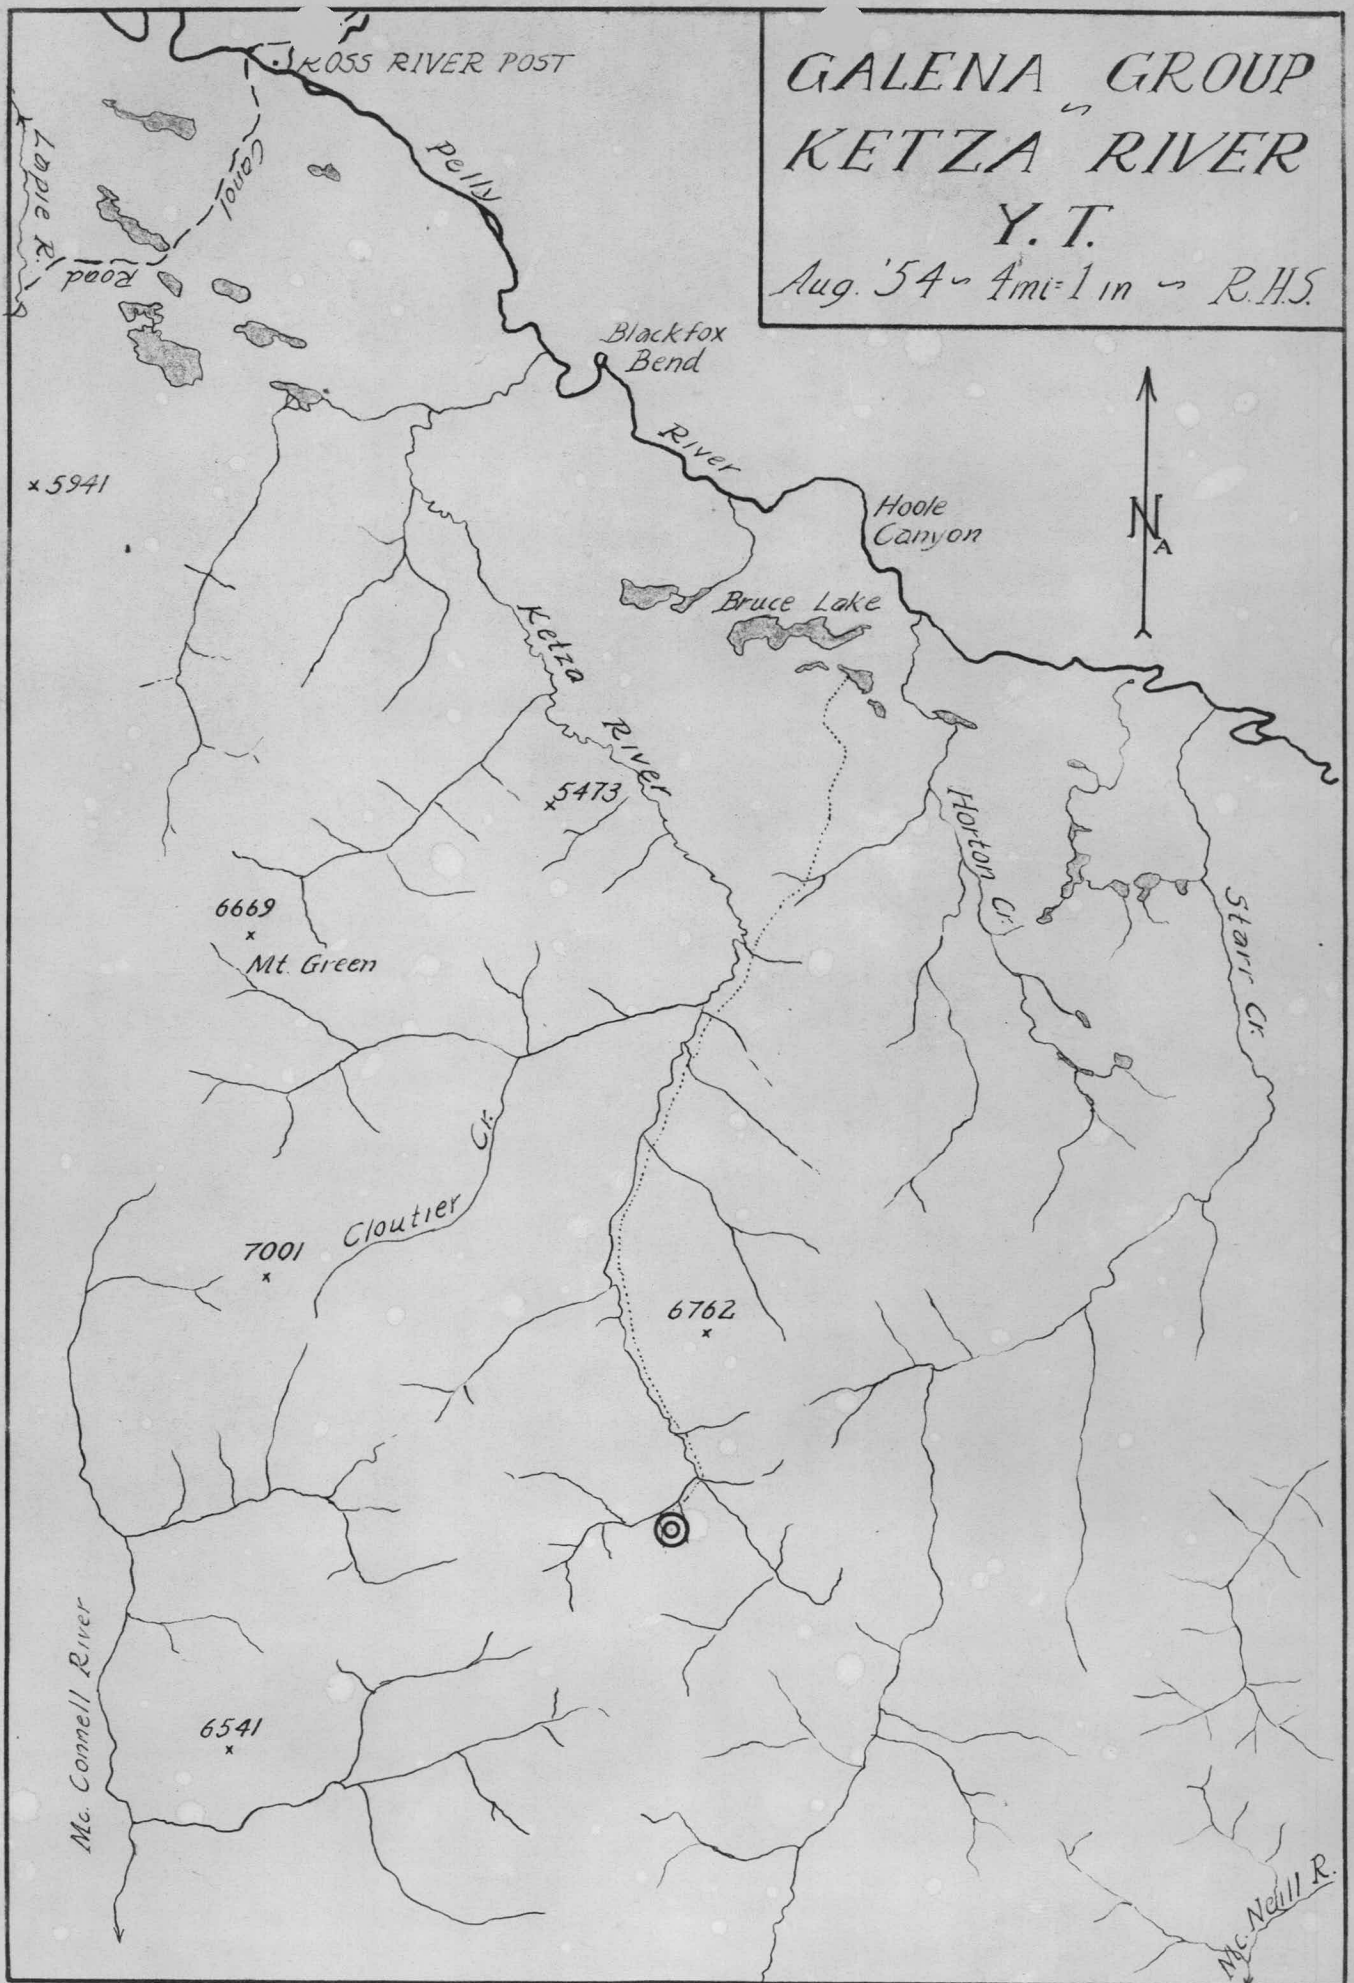 GALENA ~ GROUP
KETZA RIVER
Y.T.
Aug. '54 ~ 4mi=1 in ~ R.H.S.
ROSS RIVER POST
Canol
Road
Lapie R.
Pelly
River
Blackfox
Bend
5941
Hoole
Canyon
N
A
Bruce Lake
Ketza
River
5473
Horton Cr.
Starr Cr.
6669
Mt. Green
Cloutier
Cr.
7001
6762
Mc. Connell River
6541
Mc. Neill R.